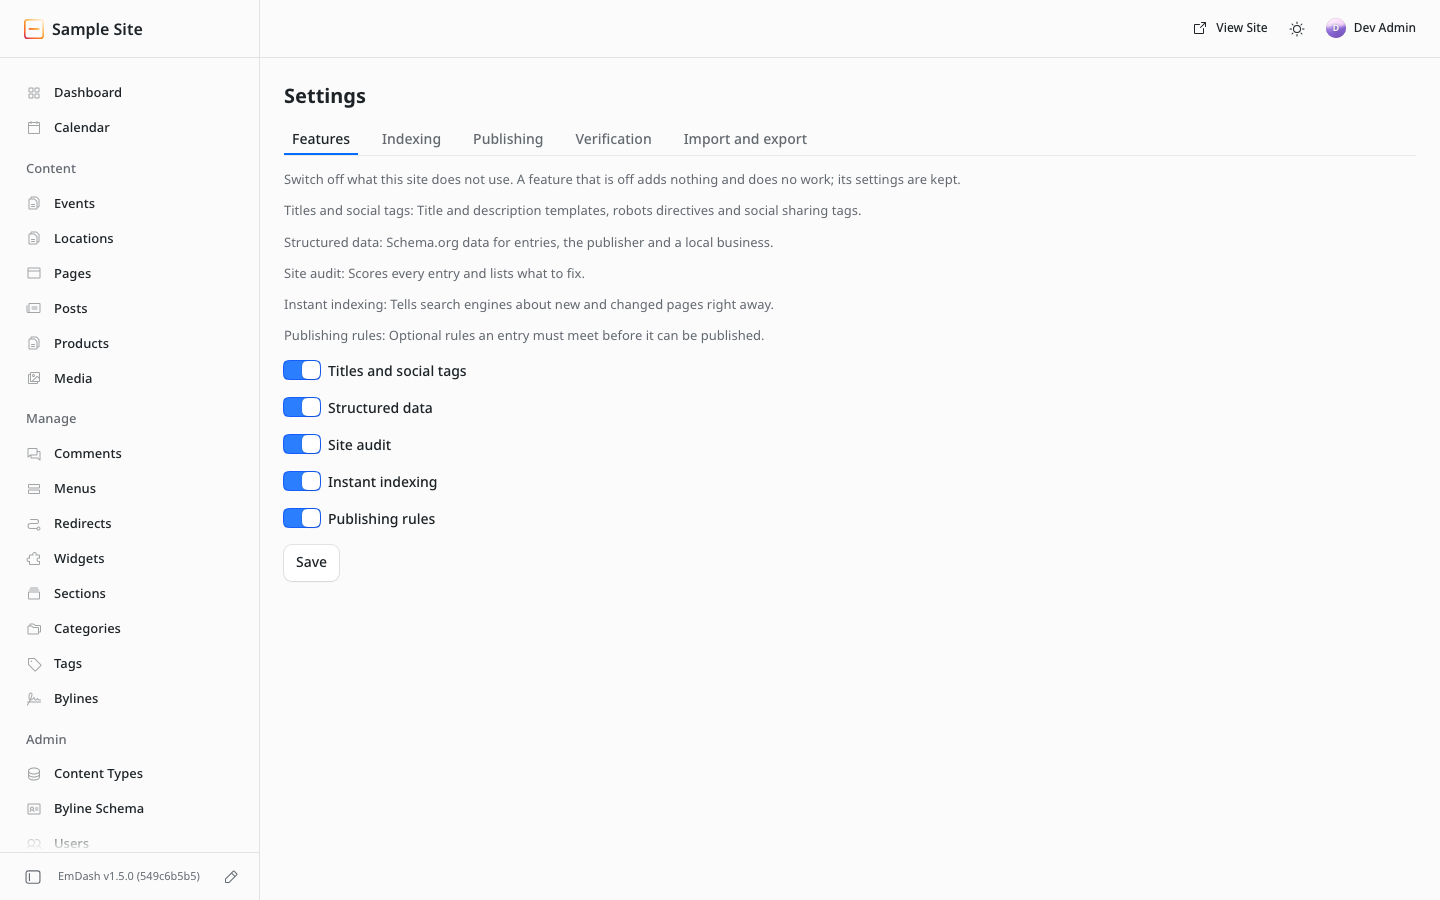 Sample Site
View Site
D
Dev Admin
Dashboard
Calendar
Content
Events
Locations
Pages
Posts
Products
Media
Manage
Comments
Menus
Redirects
Widgets
Sections
Categories
Tags
Bylines
Admin
Content Types
Byline Schema
Users
EmDash v1.5.0 (549c6b5b5)
Settings
Features
Indexing
Publishing
Verification
Import and export
Switch off what this site does not use. A feature that is off adds nothing and does no work; its settings are kept.
Titles and social tags: Title and description templates, robots directives and social sharing tags.
Structured data: Schema.org data for entries, the publisher and a local business.
Site audit: Scores every entry and lists what to fix.
Instant indexing: Tells search engines about new and changed pages right away.
Publishing rules: Optional rules an entry must meet before it can be published.
Titles and social tags
Structured data
Site audit
Instant indexing
Publishing rules
Save